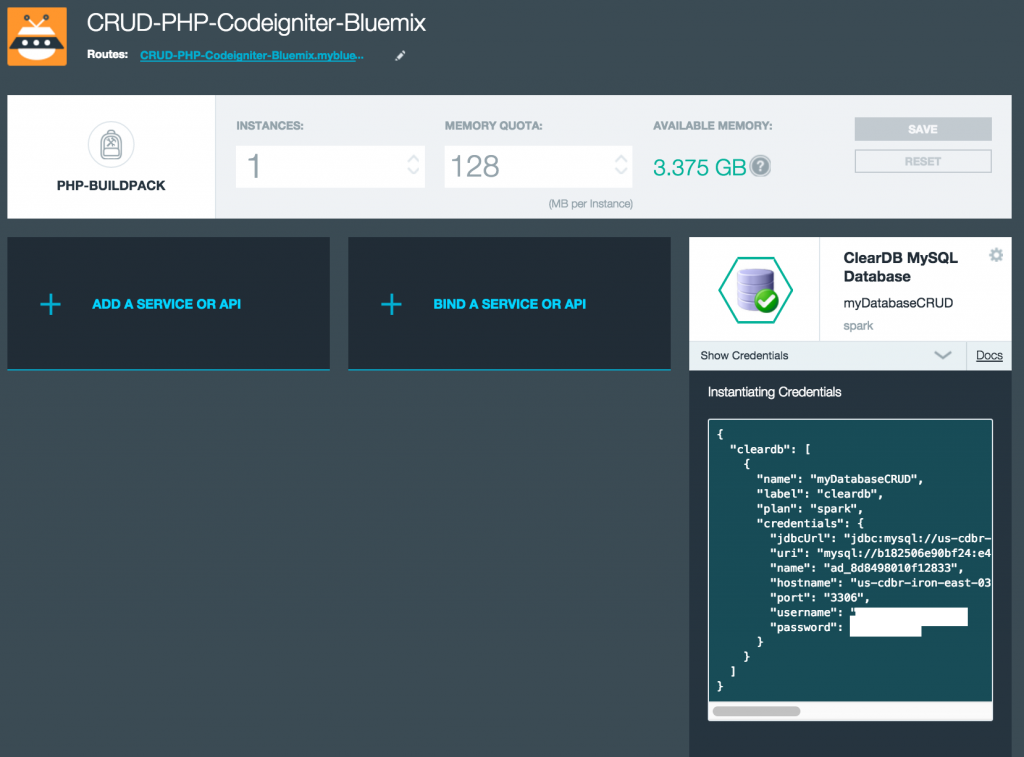 CRUD-PHP-Codeigniter-Bluemix
Routes: CRUD-PHP-Codeigniter-Bluemix.myblue...
PHP-BUILDPACK
INSTANCES:
1
MEMORY QUOTA:
128
(MB per Instance)
AVAILABLE MEMORY:
3.375 GB ?
SAVE
RESET
ADD A SERVICE OR API
BIND A SERVICE OR API
ClearDB MySQL
Database
myDatabaseCRUD
spark
Show Credentials
Docs
Instantiating Credentials
{
"cleardb": [
{
"name": "myDatabaseCRUD",
"label": "cleardb",
"plan": "spark",
"credentials": {
"jdbcUrl": "jdbc:mysql://us-cdbr-
"uri": "mysql://b182506e90bf24:e4
"name": "ad_8d8498010f12833",
"hostname": "us-cdbr-iron-east-03
"port": "3306",
"username": "
"password":
}
}
]
}